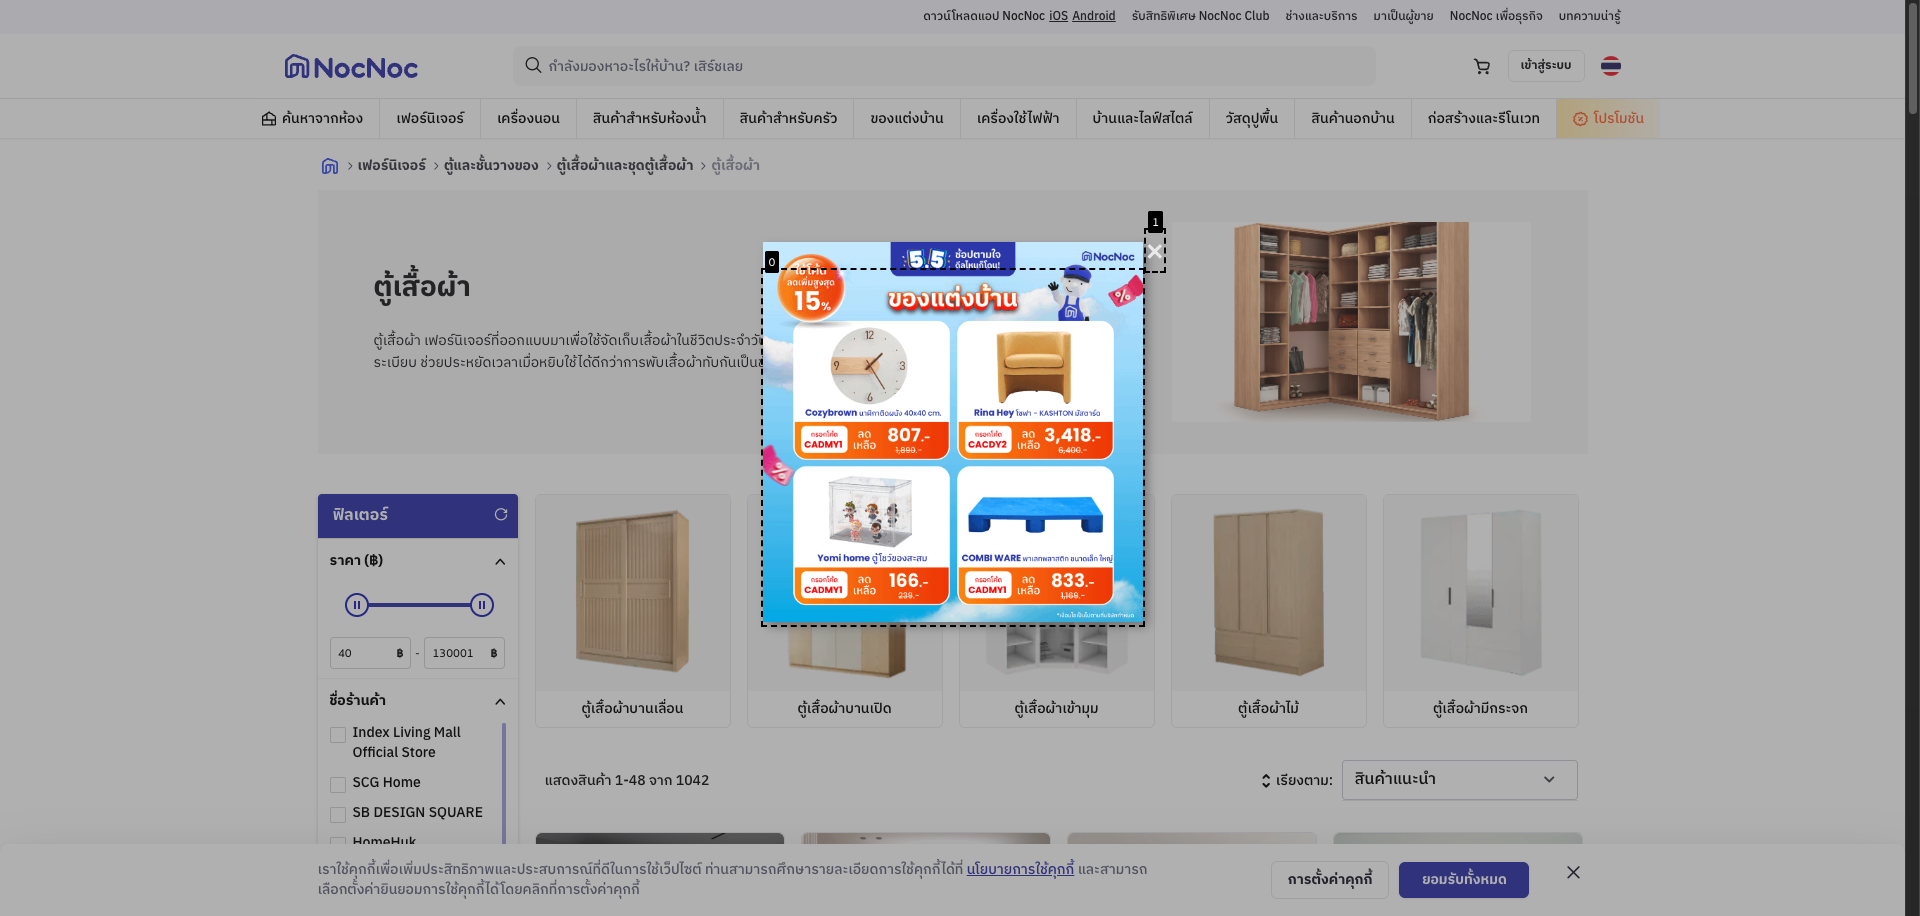 ดาวน์โหลดแอป NocNoc iOS Android รับสิทธิพิเศษ NocNoc Club ช่างและบริการ มาเป็นผู้ขาย NocNoc เพื่อธุรกิจ บทความน่ารู้
NocNoc
กำลังมองหาอะไรให้บ้าน? เสิร์ชเลย
เข้าสู่ระบบ
ค้นหาจากห้อง เฟอร์นิเจอร์ เครื่องนอน สินค้าสำหรับห้องน้ำ สินค้าสำหรับครัว ของแต่งบ้าน เครื่องใช้ไฟฟ้า บ้านและไลฟ์สไตล์ วัสดุปูพื้น สินค้านอกบ้าน ก่อสร้างและรีโนเวท โปรโมชัน
เฟอร์นิเจอร์ ตู้และชั้นวางของ ตู้เสื้อผ้าและชุดตู้เสื้อผ้า ตู้เสื้อผ้า
ตู้เสื้อผ้า
ตู้เสื้อผ้า เฟอร์นิเจอร์ที่ออกแบบมาเพื่อใช้จัดเก็บเสื้อผ้าในชีวิตประจำวั
ระเบียบ ช่วยประหยัดเวลาเมื่อหยิบใช้ได้ดีกว่าการพับเสื้อผ้าทับกันเป็น
0
1
5.5 ช้อปตามใจ
ดีลไหนก็โดน!
NocNoc
ใช้โค้ด
ลดเพิ่มสูงสุด
15%
ของแต่งบ้าน
12
9 3
6
Cozybrown นาฬิกาติดผนัง 40x40 cm.
กรอกโค้ด
CADMY1
ลด
เหลือ
807.-
1,890.-
Rina Hey โซฟา - KASHTON มัสตาร์ด
กรอกโค้ด
CACDY2
ลด
เหลือ
3,418.-
6,400.-
Yomi home ตู้โชว์ของสะสม
กรอกโค้ด
CADMY1
ลด
เหลือ
166.-
239.-
COMBI WARE พาเลทพลาสติก ขนาดเล็ก ใหญ่
กรอกโค้ด
CADMY1
ลด
เหลือ
833.-
1,169.-
*เงื่อนไขเป็นไปตามที่บริษัทกำหนด
ฟิลเตอร์
ราคา (฿)
40 ฿ - 130001 ฿
ชื่อร้านค้า
Index Living Mall
Official Store
SCG Home
SB DESIGN SQUARE
HomeHuk
ตู้เสื้อผ้าบานเลื่อน
ตู้เสื้อผ้าบานเปิด
ตู้เสื้อผ้าเข้ามุม
ตู้เสื้อผ้าไม้
ตู้เสื้อผ้ามีกระจก
แสดงสินค้า 1-48 จาก 1042
เรียงตาม:
สินค้าแนะนำ
เราใช้คุกกี้เพื่อเพิ่มประสิทธิภาพและประสบการณ์ที่ดีในการใช้เว็ปไซต์ ท่านสามารถศึกษารายละเอียดการใช้คุกกี้ได้ที่ นโยบายการใช้คุกกี้ และสามารถ
เลือกตั้งค่ายินยอมการใช้คุกกี้ได้โดยคลิกที่การตั้งค่าคุกกี้
การตั้งค่าคุกกี้
ยอมรับทั้งหมด